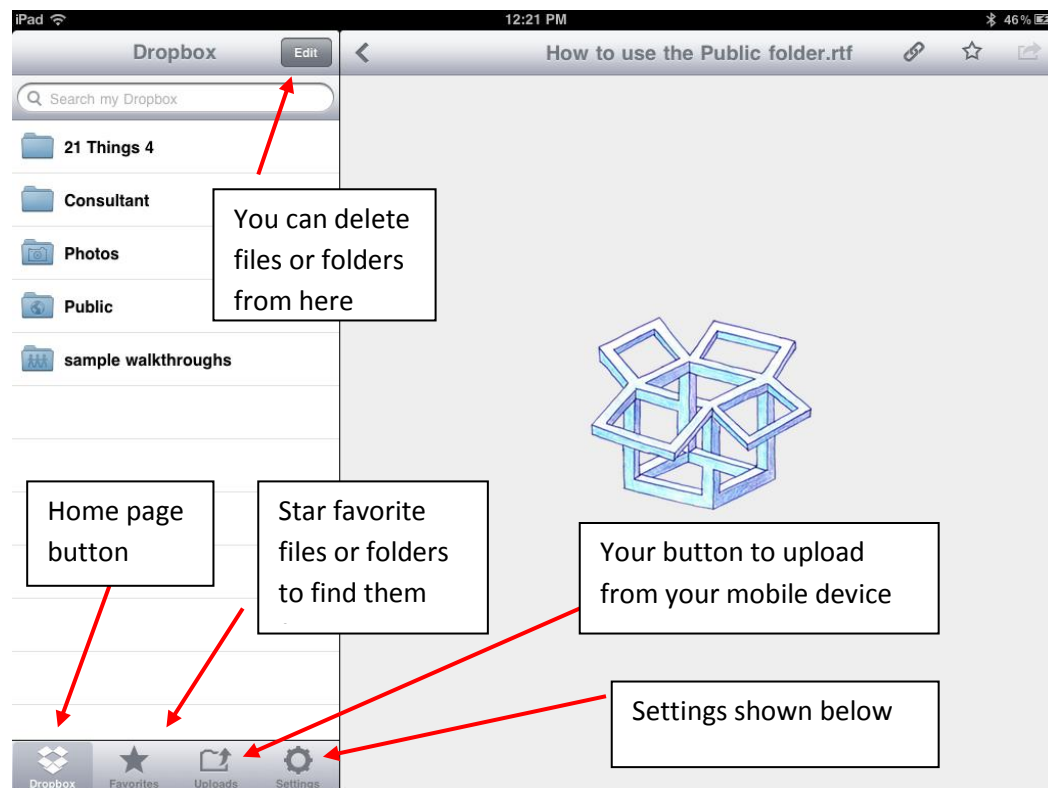 iPad 12:21 PM 46%
Dropbox Edit How to use the Public folder.rtf
Search my Dropbox
21 Things 4
Consultant
Photos
Public
sample walkthroughs
You can delete
files or folders
from here
Home page
button
Star favorite
files or folders
to find them
Your button to upload
from your mobile device
Settings shown below
Dropbox Favorites Uploads Settings